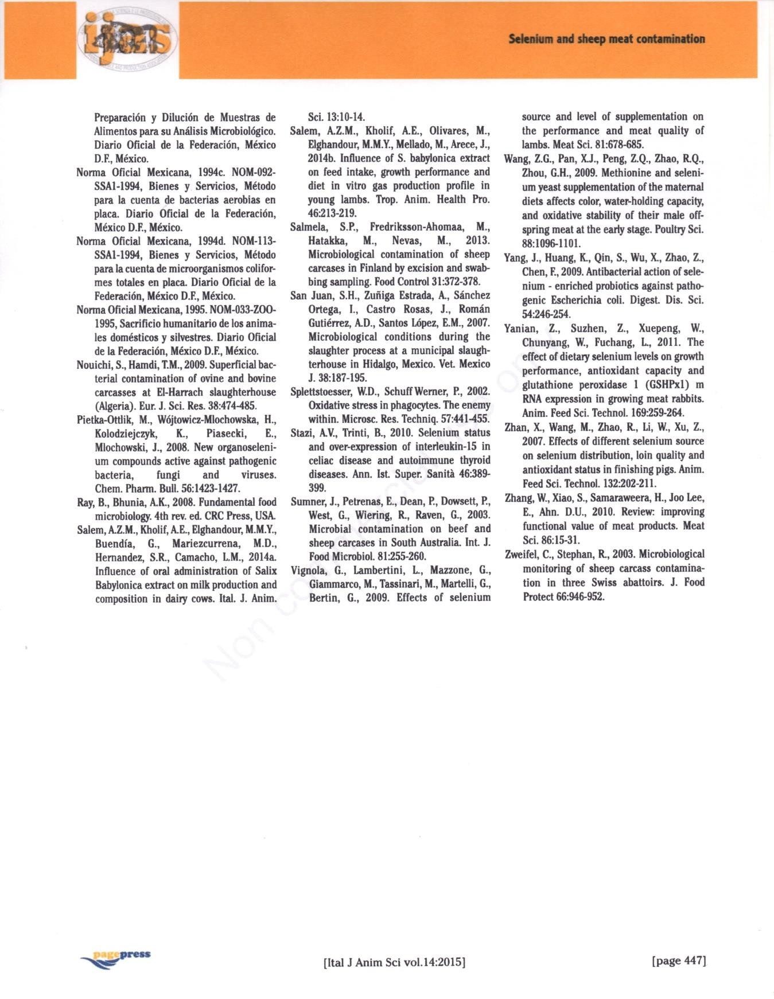 ijas
Selenium and sheep meat contamination
Preparación y Dilución de Muestras de
Alimentos para su Análisis Microbiológico.
Diario Oficial de la Federación, México
D.F., México.
Norma Oficial Mexicana, 1994c. NOM-092-
SSA1-1994, Bienes y Servicios, Método
para la cuenta de bacterias aerobias en
placa. Diario Oficial de la Federación,
México D.F., México.
Norma Oficial Mexicana, 1994d. NOM-113-
SSA1-1994, Bienes y Servicios, Método
para la cuenta de microorganismos colifor-
mes totales en placa. Diario Oficial de la
Federación, México D.F., México.
Norma Oficial Mexicana, 1995. NOM-033-ZOO-
1995, Sacrificio humanitario de los anima-
les domésticos y silvestres. Diario Oficial
de la Federación, México D.F., México.
Nouichi, S., Hamdi, T.M., 2009. Superficial bac-
terial contamination of ovine and bovine
carcasses at El-Harrach slaughterhouse
(Algeria). Eur. J. Sci. Res. 38:474-485.
Pietka-Ottlik, M., Wójtowicz-Mlochowska, H.,
Kolodziejczyk, K., Piasecki, E.,
Mlochowski, J., 2008. New organoseleni-
um compounds active against pathogenic
bacteria, fungi and viruses.
Chem. Pharm. Bull. 56:1423-1427.
Ray, B., Bhunia, A.K., 2008. Fundamental food
microbiology. 4th rev. ed. CRC Press, USA.
Salem, A.Z.M., Kholif, A.E., Elghandour, M.M.Y.,
Buendía, G., Mariezcurrena, M.D.,
Hernandez, S.R., Camacho, L.M., 2014a.
Influence of oral administration of Salix
Babylonica extract on milk production and
composition in dairy cows. Ital. J. Anim.
Sci. 13:10-14.
Salem, A.Z.M., Kholif, A.E., Olivares, M.,
Elghandour, M.M.Y., Mellado, M., Arece, J.,
2014b. Influence of S. babylonica extract
on feed intake, growth performance and
diet in vitro gas production profile in
young lambs. Trop. Anim. Health Pro.
46:213-219.
Salmela, S.P., Fredriksson-Ahomaa, M.,
Hatakka, M., Nevas, M., 2013.
Microbiological contamination of sheep
carcases in Finland by excision and swab-
bing sampling. Food Control 31:372-378.
San Juan, S.H., Zuñiga Estrada, A., Sánchez
Ortega, I., Castro Rosas, J., Román
Gutiérrez, A.D., Santos López, E.M., 2007.
Microbiological conditions during the
slaughter process at a municipal slaugh-
terhouse in Hidalgo, Mexico. Vet. Mexico
J. 38:187-195.
Splettstoesser, W.D., Schuff Werner, P., 2002.
Oxidative stress in phagocytes. The enemy
within. Microsc. Res. Techniq. 57:441-455.
Stazi, A.V., Trinti, B., 2010. Selenium status
and over-expression of interleukin-15 in
celiac disease and autoimmune thyroid
diseases. Ann. Ist. Super. Sanità 46:389-
399.
Sumner, J., Petrenas, E., Dean, P., Dowsett, P.,
West, G., Wiering, R., Raven, G., 2003.
Microbial contamination on beef and
sheep carcases in South Australia. Int. J.
Food Microbiol. 81:255-260.
Vignola, G., Lambertini, L., Mazzone, G.,
Giammarco, M., Tassinari, M., Martelli, G.,
Bertin, G., 2009. Effects of selenium
source and level of supplementation on
the performance and meat quality of
lambs. Meat Sci. 81:678-685.
Wang, Z.G., Pan, X.J., Peng, Z.Q., Zhao, R.Q.,
Zhou, G.H., 2009. Methionine and seleni-
um yeast supplementation of the maternal
diets affects color, water-holding capacity,
and oxidative stability of their male off-
spring meat at the early stage. Poultry Sci.
88:1096-1101.
Yang, J., Huang, K., Qin, S., Wu, X., Zhao, Z.,
Chen, F., 2009. Antibacterial action of sele-
nium - enriched probiotics against patho-
genic Escherichia coli. Digest. Dis. Sci.
54:246-254.
Yanian, Z., Suzhen, Z., Xuepeng, W.,
Chunyang, W., Fuchang, L., 2011. The
effect of dietary selenium levels on growth
performance, antioxidant capacity and
glutathione peroxidase 1 (GSHPx1) m
RNA expression in growing meat rabbits.
Anim. Feed Sci. Technol. 169:259-264.
Zhan, X., Wang, M., Zhao, R., Li, W., Xu, Z.,
2007. Effects of different selenium source
on selenium distribution, loin quality and
antioxidant status in finishing pigs. Anim.
Feed Sci. Technol. 132:202-211.
Zhang, W., Xiao, S., Samaraweera, H., Joo Lee,
E., Ahn. D.U., 2010. Review: improving
functional value of meat products. Meat
Sci. 86:15-31.
Zweifel, C., Stephan, R., 2003. Microbiological
monitoring of sheep carcass contamina-
tion in three Swiss abattoirs. J. Food
Protect 66:946-952.
Non commercial use only
pagepress
[Ital J Anim Sci vol.14:2015]
[page 447]